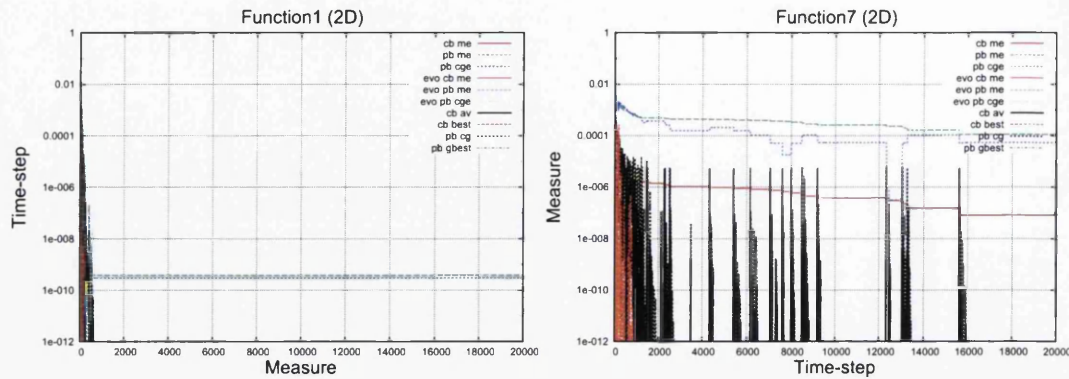 Function1 (2D)
1
0.01
0.0001
1e-006
1e-008
1e-010
1e-012
Time-step
cb me
pb me
pb cge
evo cb me
evo pb me
evo pb cge
cb av
cb best
pb cg
pb gbest
0 2000 4000 6000 8000 10000 12000 14000 16000 18000 20000
Measure
Function7 (2D)
1
0.01
0.0001
1e-006
1e-008
1e-010
1e-012
Measure
cb me
pb me
pb cge
evo cb me
evo pb me
evo pb cge
cb av
cb best
pb cg
pb gbest
0 2000 4000 6000 8000 10000 12000 14000 16000 18000 20000
Time-step